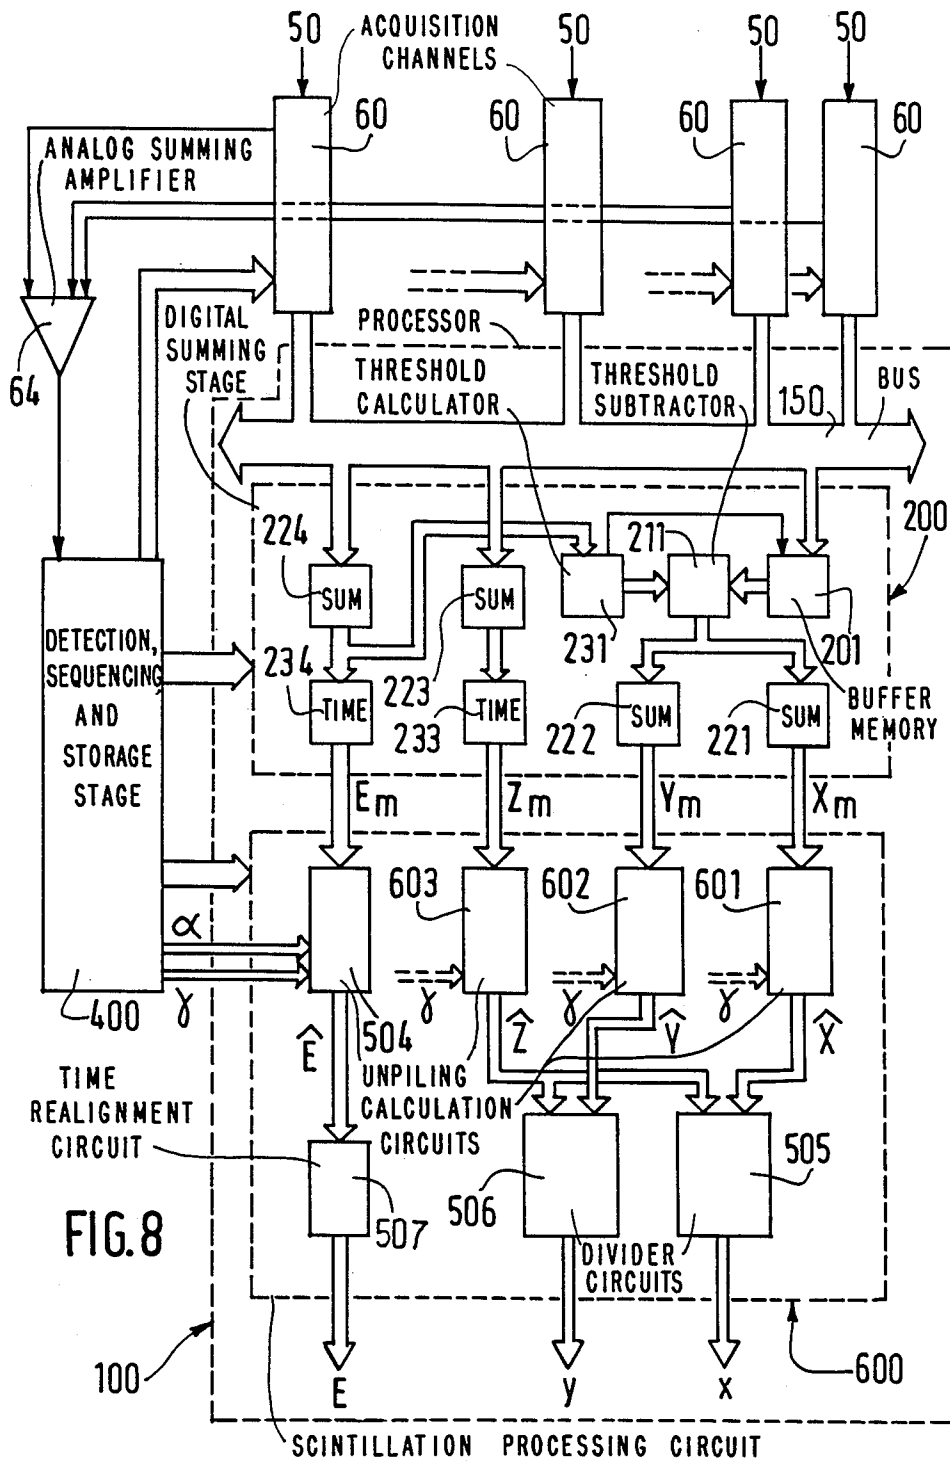 50
ACQUISITION
CHANNELS
50
50
50
60
60
60
60
ANALOG SUMMING
AMPLIFIER
64
DIGITAL
SUMMING
STAGE
PROCESSOR
THRESHOLD
CALCULATOR
THRESHOLD
SUBTRACTOR
150
BUS
200
224
211
SUM
SUM
231
201
DETECTION,
SEQUENCING
AND
STORAGE
STAGE
234
223
TIME
233
TIME
222
SUM
221
SUM
BUFFER
MEMORY
Em
Zm
Ym
Xm
603
602
601
α
γ
γ
γ
γ
400
504
Ê
Ẑ
Ŷ
X̂
UNPILING
CALCULATION
CIRCUITS
TIME
REALIGNMENT
CIRCUIT
507
506
505
FIG.8
DIVIDER
CIRCUITS
100
600
E
y
x
SCINTILLATION PROCESSING CIRCUIT